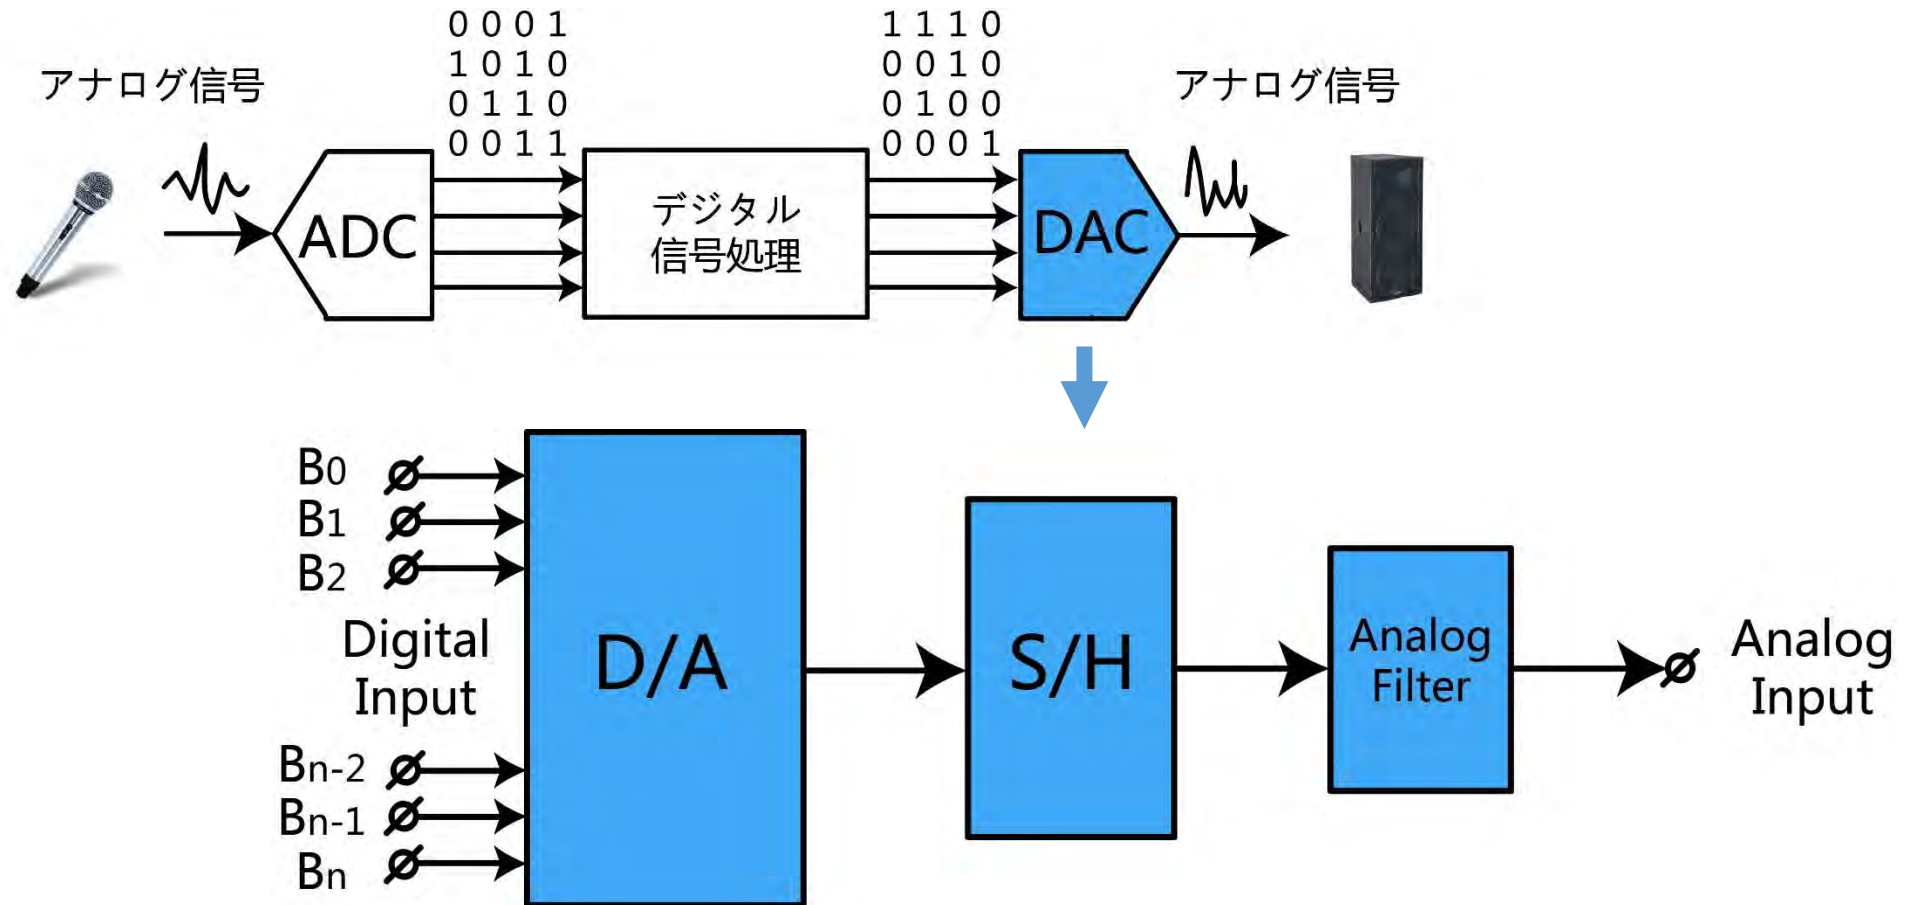 アナログ信号
0 0 0 1
1 0 1 0
0 1 1 0
0 0 1 1
1 1 1 0
0 0 1 0
0 1 0 0
0 0 0 1
アナログ信号
ADC
デジタル
信号処理
DAC
B0
B1
B2
Digital
Input
Bn-2
Bn-1
Bn
D/A
S/H
Analog
Filter
Analog
Input